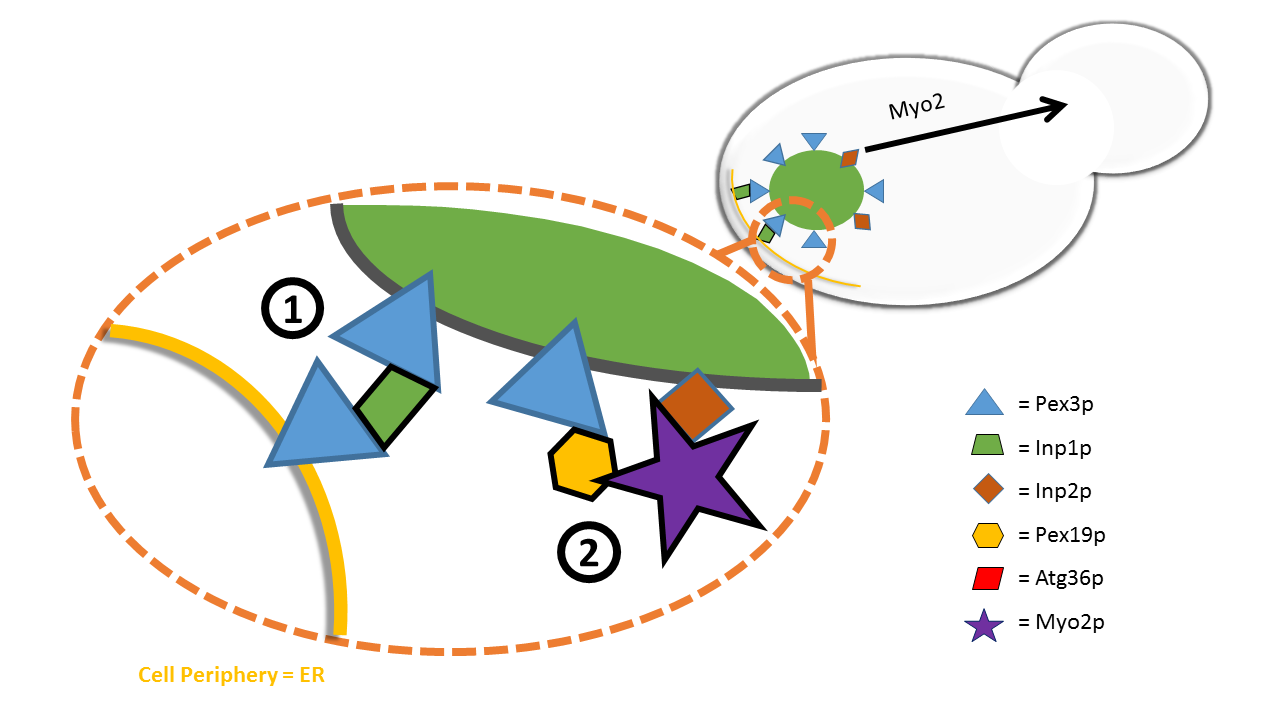 Myo2
1
2
= Pex3p
= Inp1p
= Inp2p
= Pex19p
= Atg36p
= Myo2p
Cell Periphery = ER